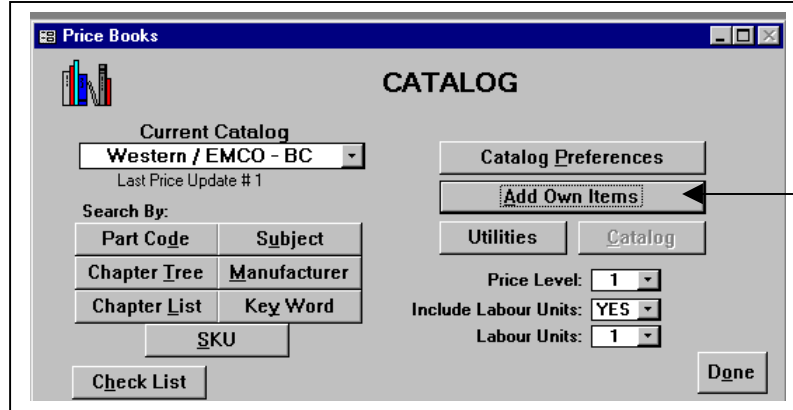 Price Books
CATALOG
Current Catalog
Western / EMCO - BC
Last Price Update # 1
Search By:
Part Code Subject
Chapter Tree Manufacturer
Chapter List Key Word
SKU
Check List
Catalog Preferences
Add Own Items
Utilities Catalog
Price Level: 1
Include Labour Units: YES
Labour Units: 1
Done